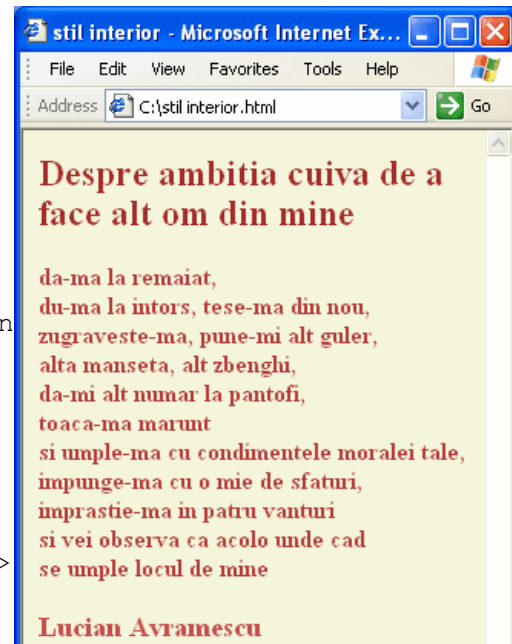 stil interior - Microsoft Internet Ex...
File Edit View Favorites Tools Help
Address C:\stil interior.html Go
Despre ambitia cuiva de a
face alt om din mine
da-ma la remaiat,
du-ma la intors, tese-ma din nou,
n
zugraveste-ma, pune-mi alt guler,
alta manseta, alt zbenghi,
da-mi alt numar la pantofi,
toaca-ma marunt
si umple-ma cu condimentele moralei tale,
impunge-ma cu o mie de sfaturi,
imprastie-ma in patru vanturi
si vei observa ca acolo unde cad
>
se umple locul de mine
Lucian Avramescu